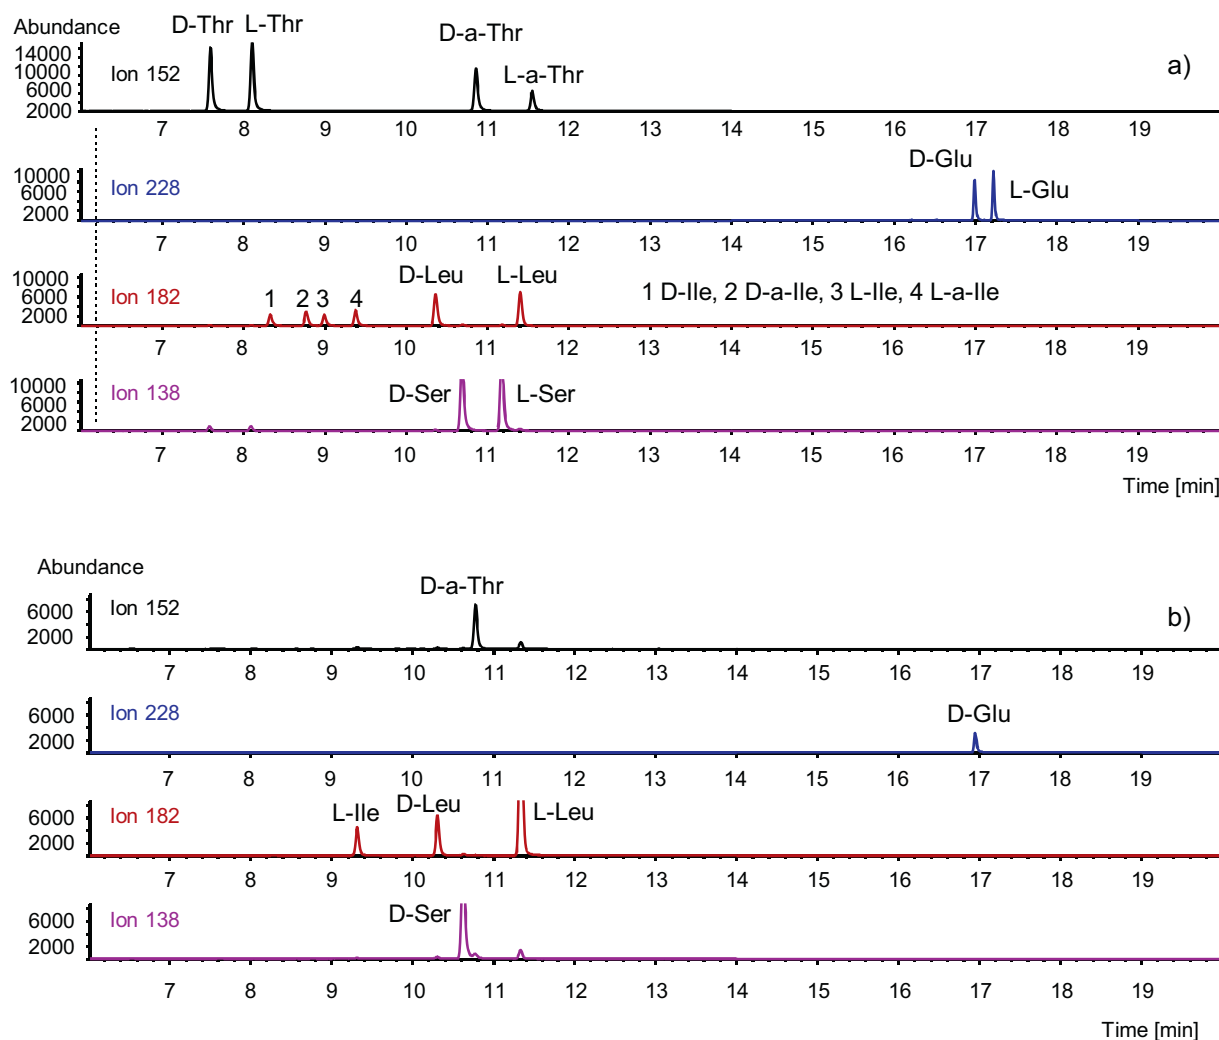 Abundance
D-Thr L-Thr D-a-Thr
L-a-Thr
a)
Ion 152
14000
10000
6000
2000
7 8 9 10 11 12 13 14 15 16 17 18 19
D-Glu
L-Glu
Ion 228
10000
6000
2000
7 8 9 10 11 12 13 14 15 16 17 18 19
D-Leu L-Leu
Ion 182
1 2 3 4
1 D-Ile, 2 D-a-Ile, 3 L-Ile, 4 L-a-Ile
10000
6000
2000
7 8 9 10 11 12 13 14 15 16 17 18 19
Ion 138
D-Ser L-Ser
10000
6000
2000
7 8 9 10 11 12 13 14 15 16 17 18 19
Time [min]
Abundance
D-a-Thr
b)
Ion 152
6000
2000
7 8 9 10 11 12 13 14 15 16 17 18 19
Ion 228
D-Glu
6000
2000
7 8 9 10 11 12 13 14 15 16 17 18 19
Ion 182
L-Ile D-Leu L-Leu
6000
2000
7 8 9 10 11 12 13 14 15 16 17 18 19
Ion 138
D-Ser
6000
2000
7 8 9 10 11 12 13 14 15 16 17 18 19
Time [min]